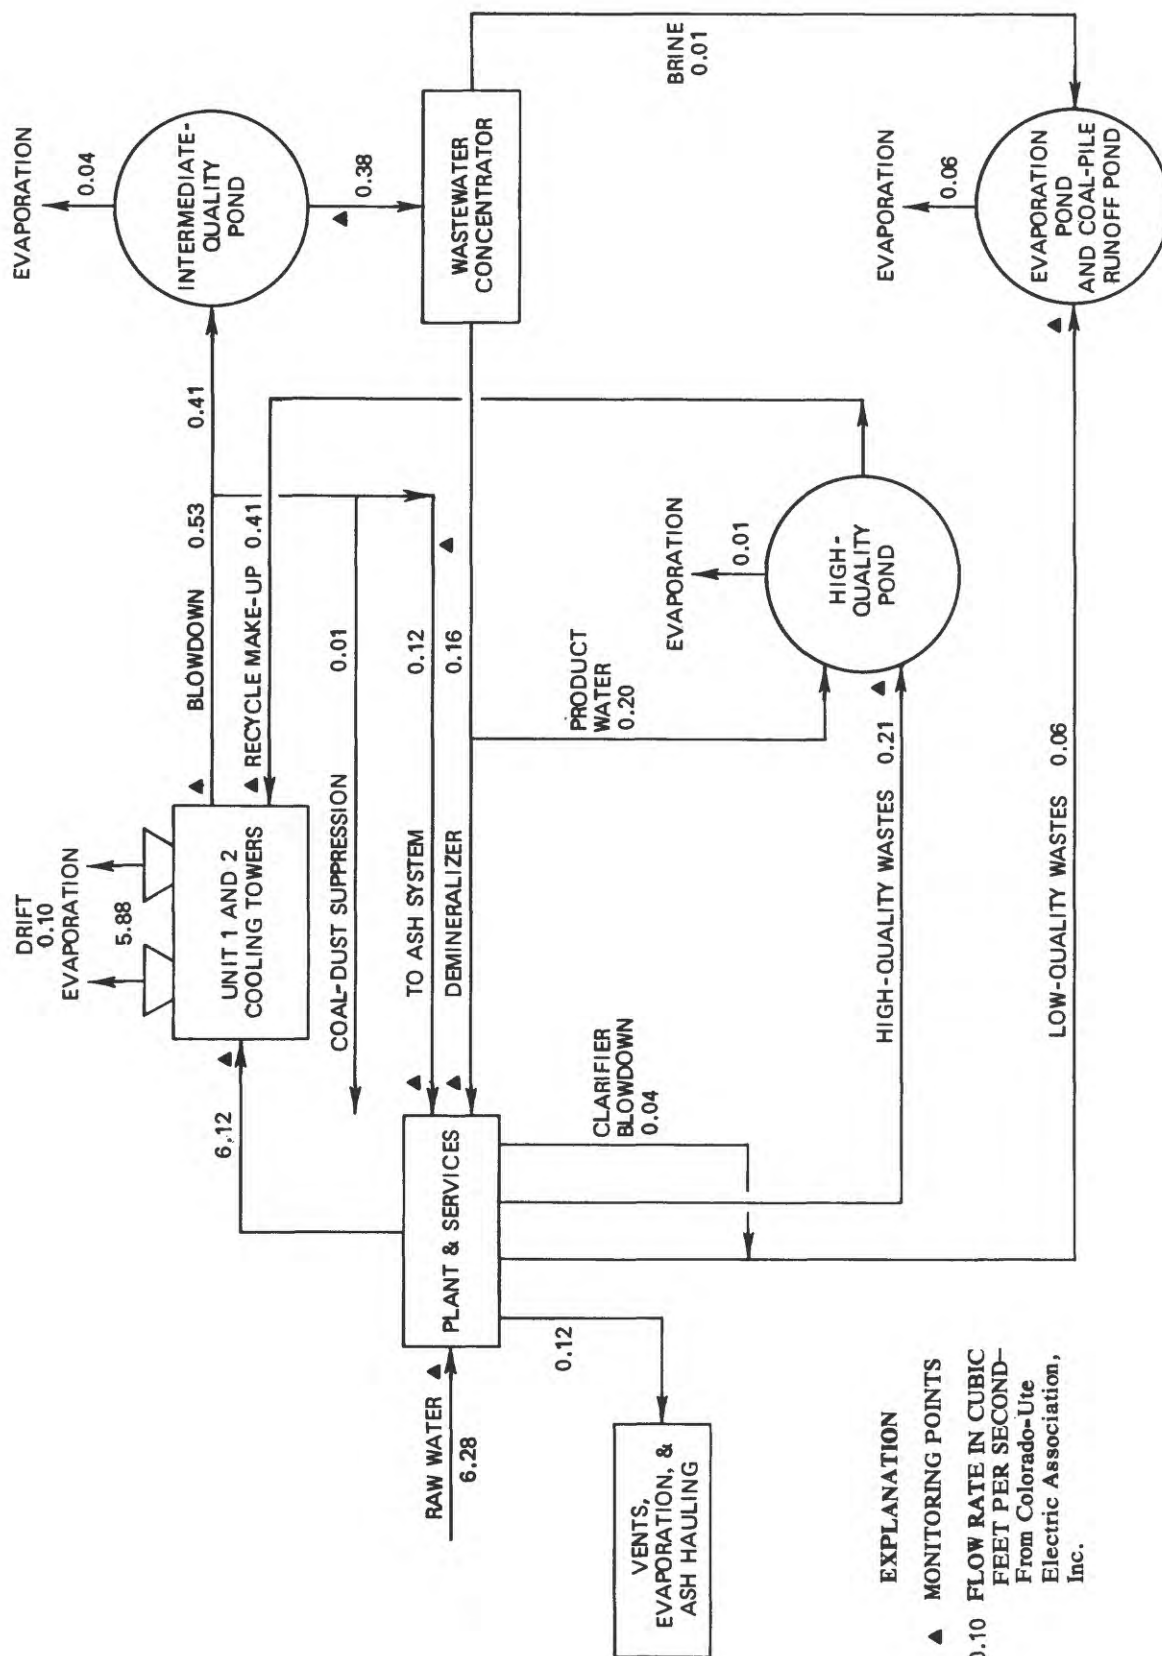 EVAPORATION
0.04
INTERMEDIATE-
QUALITY
POND
0.38
WASTEWATER
CONCENTRATOR
BRINE
0.01
EVAPORATION
0.06
EVAPORATION
POND
AND COAL-PILE
RUNOFF POND
DRIFT
0.10
EVAPORATION
5.88
UNIT 1 AND 2
COOLING TOWERS
BLOWDOWN 0.53
0.41
RECYCLE MAKE-UP 0.41
COAL-DUST SUPPRESSION 0.01
TO ASH SYSTEM 0.12
DEMINERALIZER 0.16
PRODUCT
WATER
0.20
EVAPORATION
0.01
HIGH-
QUALITY
POND
6.12
RAW WATER
6.28
PLANT & SERVICES
CLARIFIER
BLOWDOWN
0.04
HIGH-QUALITY WASTES 0.21
LOW-QUALITY WASTES 0.06
0.12
VENTS,
EVAPORATION, &
ASH HAULING
EXPLANATION
▲ MONITORING POINTS
0.10 FLOW RATE IN CUBIC
FEET PER SECOND—
From Colorado-Ute
Electric Association,
Inc.